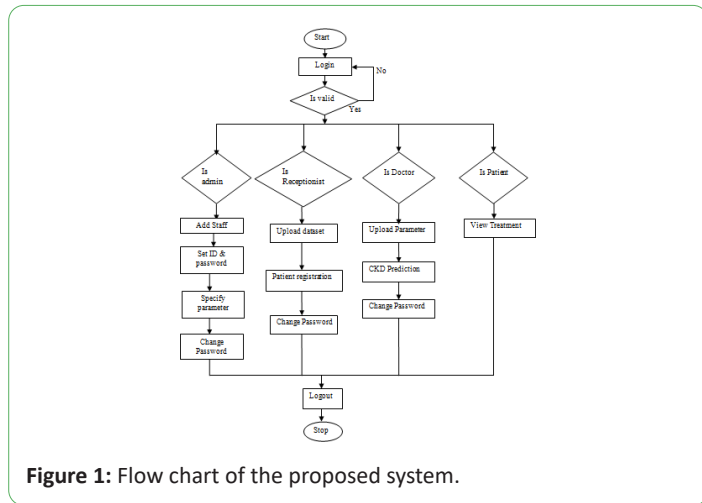 Start
Login
No
Is valid
Yes
Is
admin
Is
Receptionist
Is Doctor
Is Patient
Add Staff
Upload dataset
Upload Parameter
View Treatment
Set ID &
password
Patient registration
CKD Prediction
Specify
parameter
Change Password
Change Password
Change
Password
Logout
Stop
Figure 1: Flow chart of the proposed system.